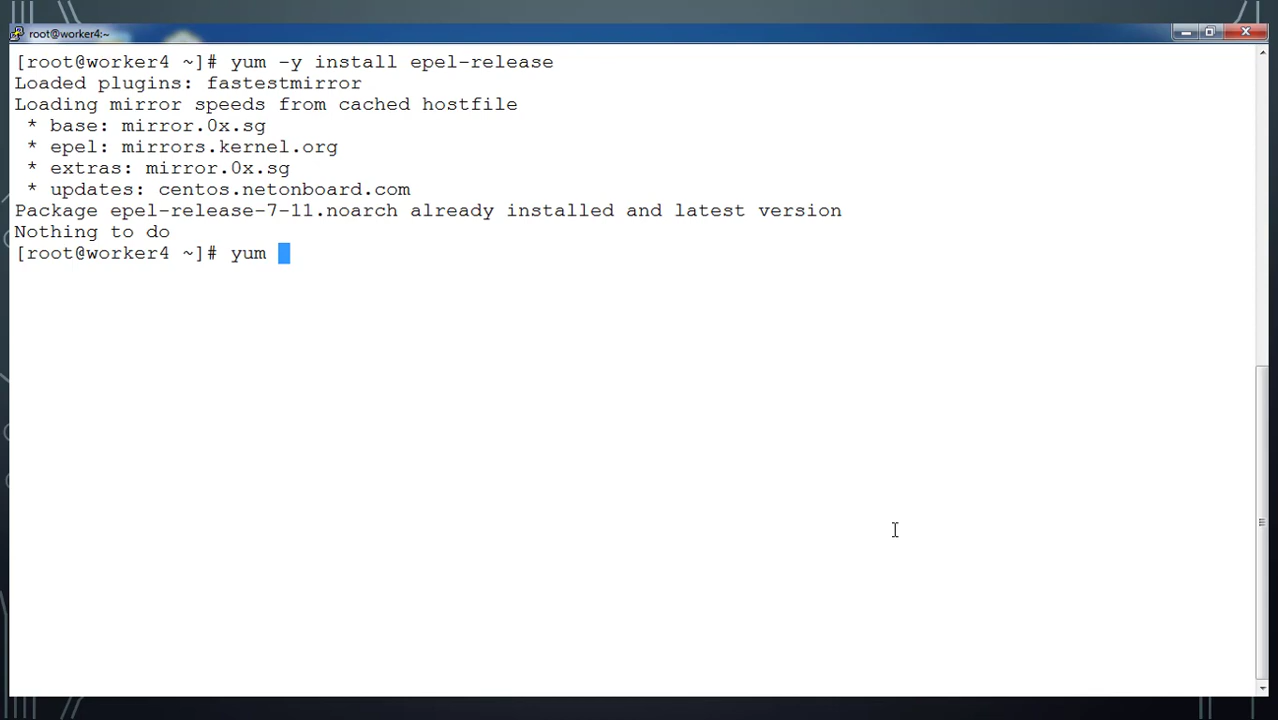 root@worker4:~
[root@worker4 ~]# yum -y install epel-release
Loaded plugins: fastestmirror
Loading mirror speeds from cached hostfile
 * base: mirror.0x.sg
 * epel: mirrors.kernel.org
 * extras: mirror.0x.sg
 * updates: centos.netonboard.com
Package epel-release-7-11.noarch already installed and latest version
Nothing to do
[root@worker4 ~]# yum